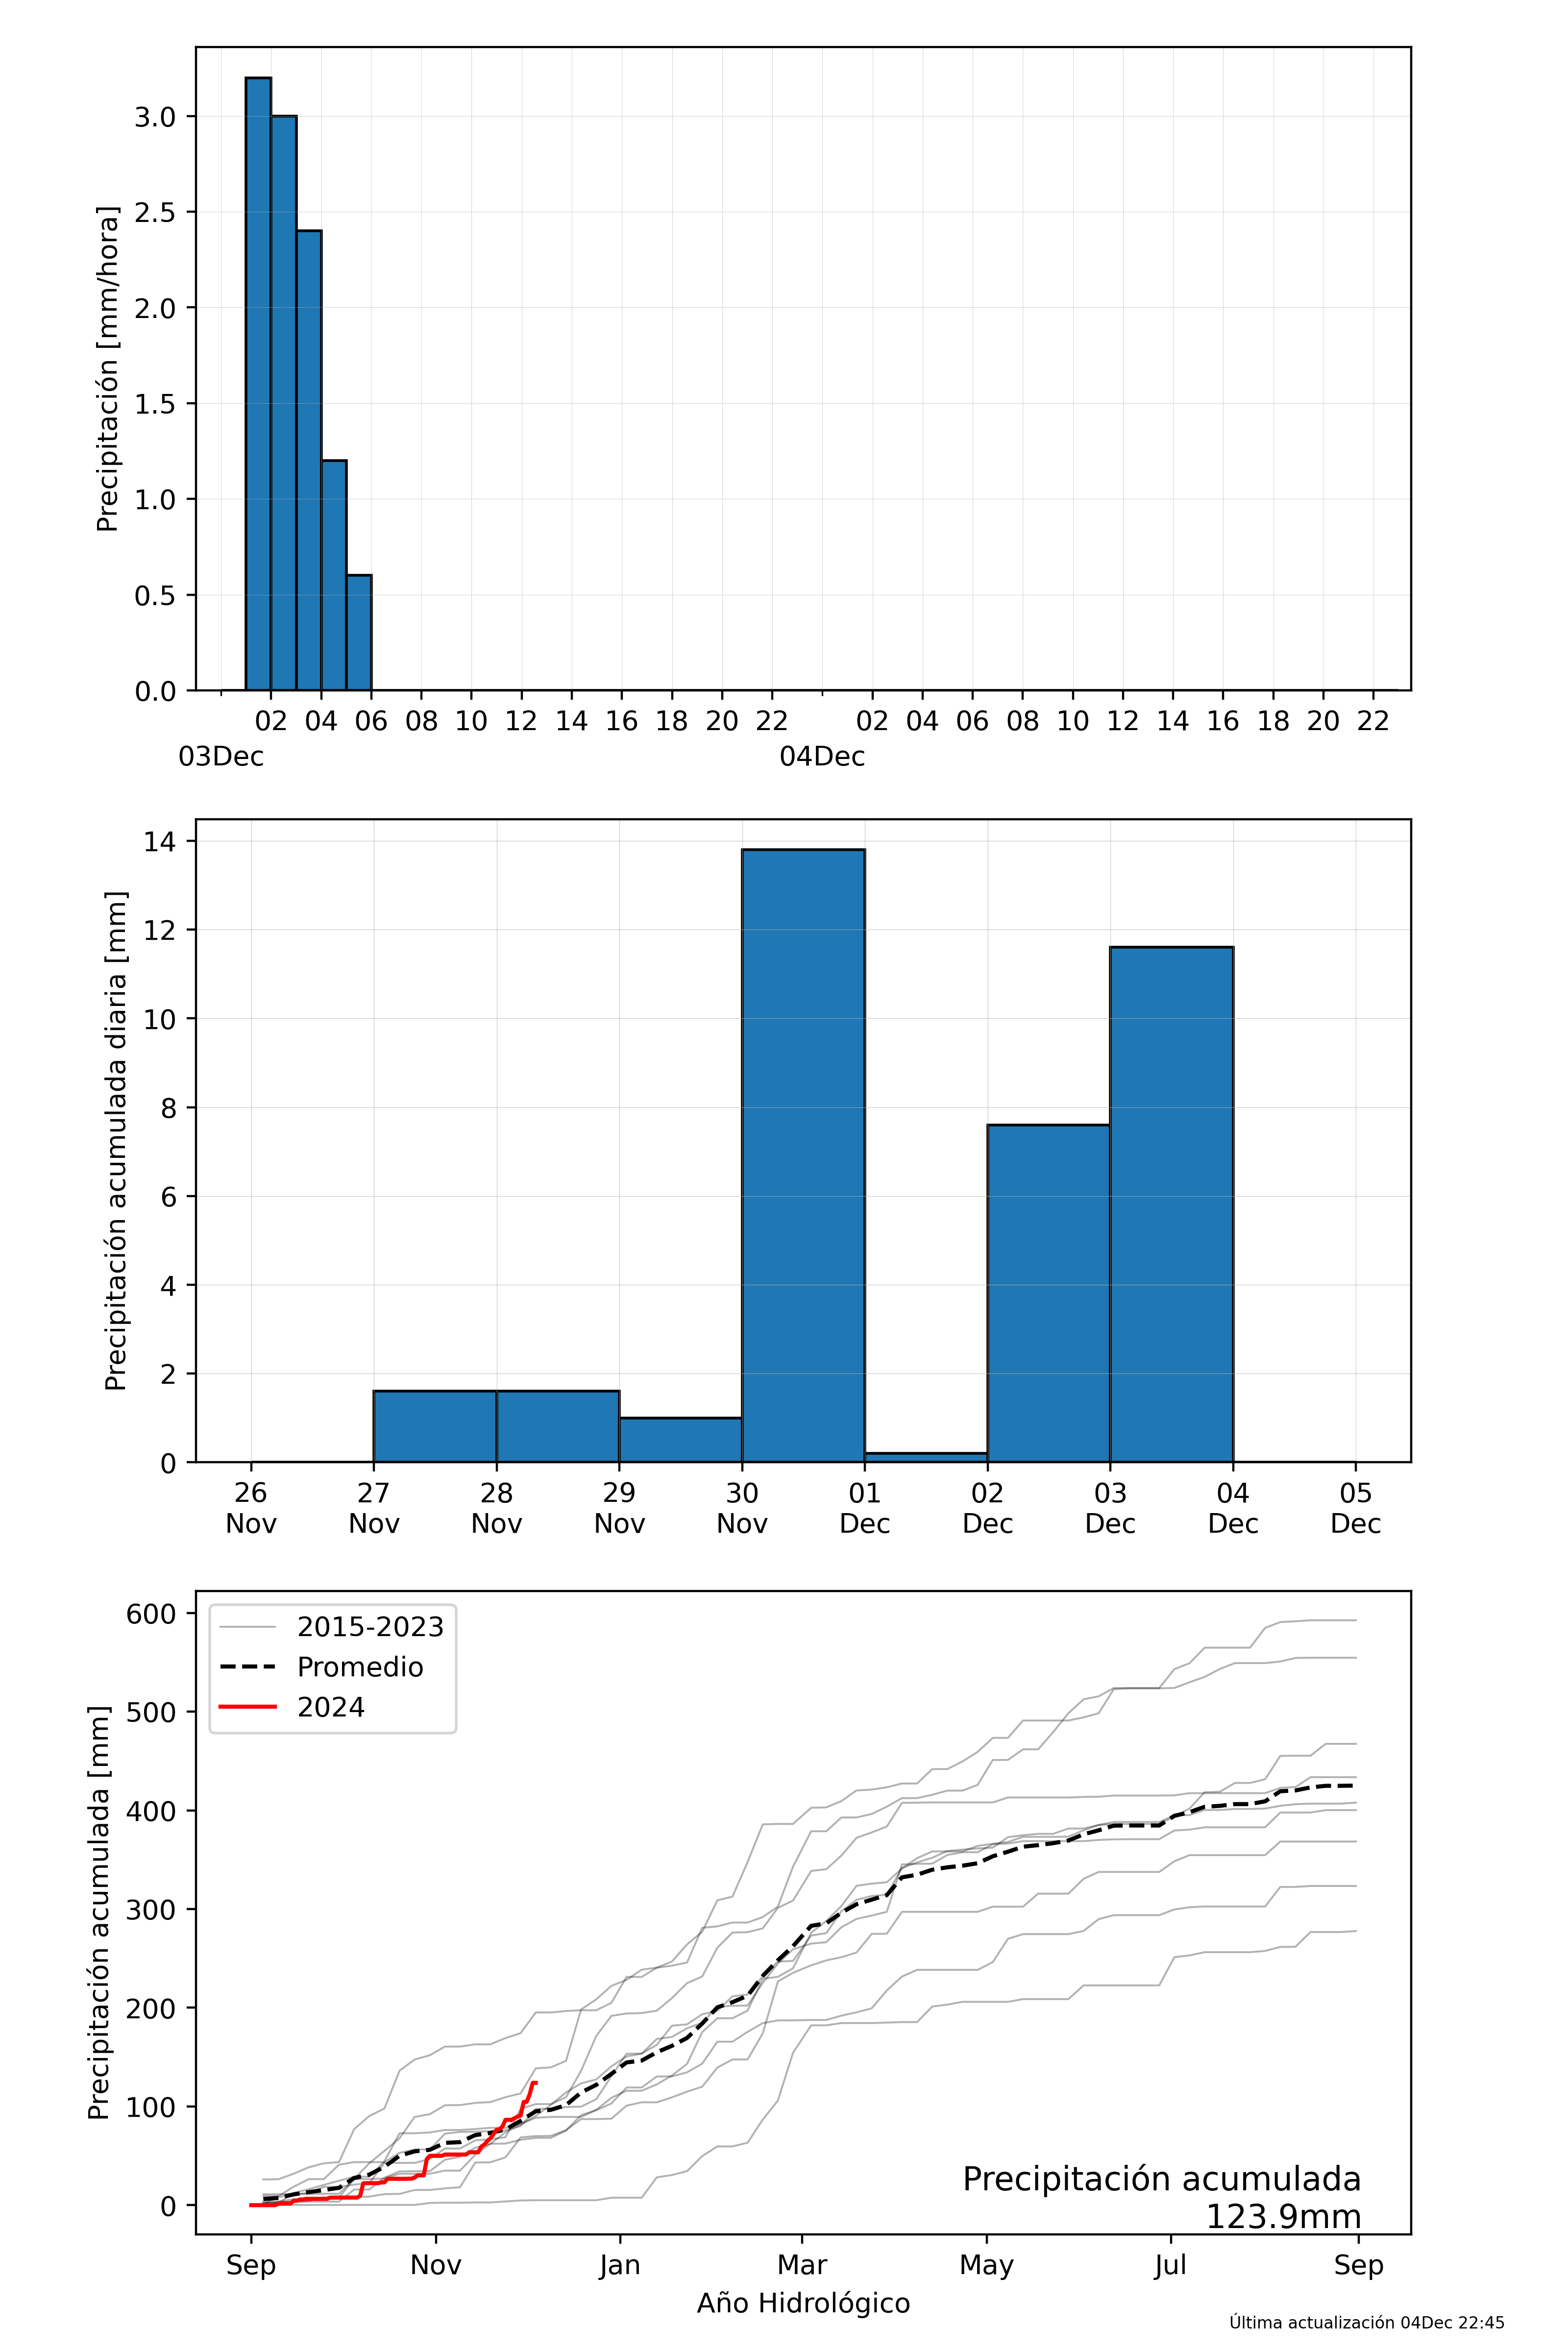 Precipitación [mm/hora]
3.0
2.5
2.0
1.5
1.0
0.5
0.0
02 04 06 08 10 12 14 16 18 20 22 02 04 06 08 10 12 14 16 18 20 22
03Dec 04Dec
Precipitación acumulada diaria [mm]
14
12
10
8
6
4
2
0
26 27 28 29 30 01 02 03 04 05
Nov Nov Nov Nov Nov Dec Dec Dec Dec Dec
Precipitación acumulada [mm]
600
500
400
300
200
100
0
2015-2023
Promedio
2024
Precipitación acumulada
123.9mm
Sep Nov Jan Mar May Jul Sep
Año Hidrológico
Última actualización 04Dec 22:45